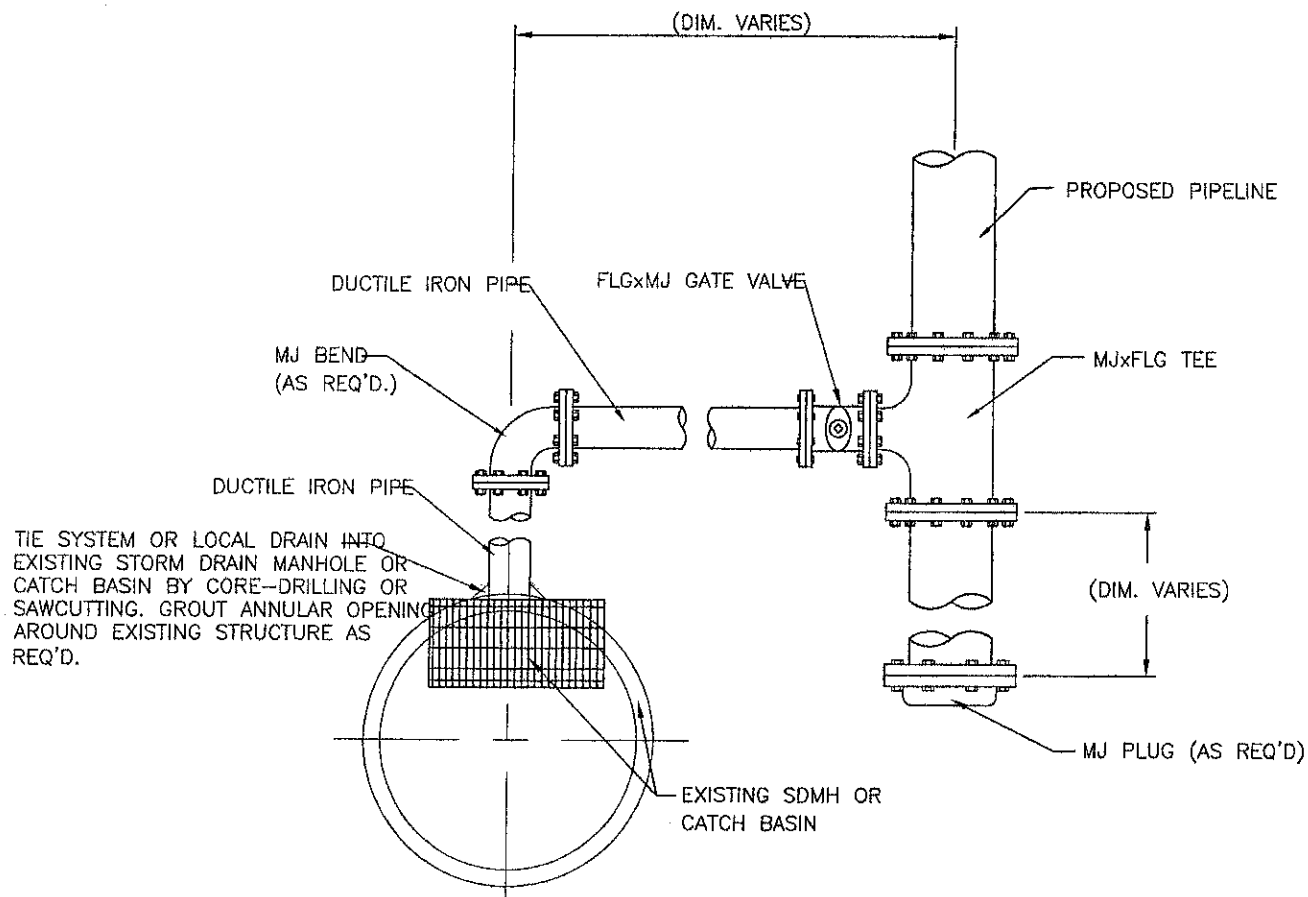 (DIM. VARIES)
PROPOSED PIPELINE
DUCTILE IRON PIPE
FLGxMJ GATE VALVE
MJ BEND
(AS REQ'D.)
MJxFLG TEE
DUCTILE IRON PIPE
TIE SYSTEM OR LOCAL DRAIN INTO
EXISTING STORM DRAIN MANHOLE OR
CATCH BASIN BY CORE-DRILLING OR
SAWCUTTING. GROUT ANNULAR OPENING
AROUND EXISTING STRUCTURE AS
REQ'D.
(DIM. VARIES)
MJ PLUG (AS REQ'D)
EXISTING SDMH OR
CATCH BASIN